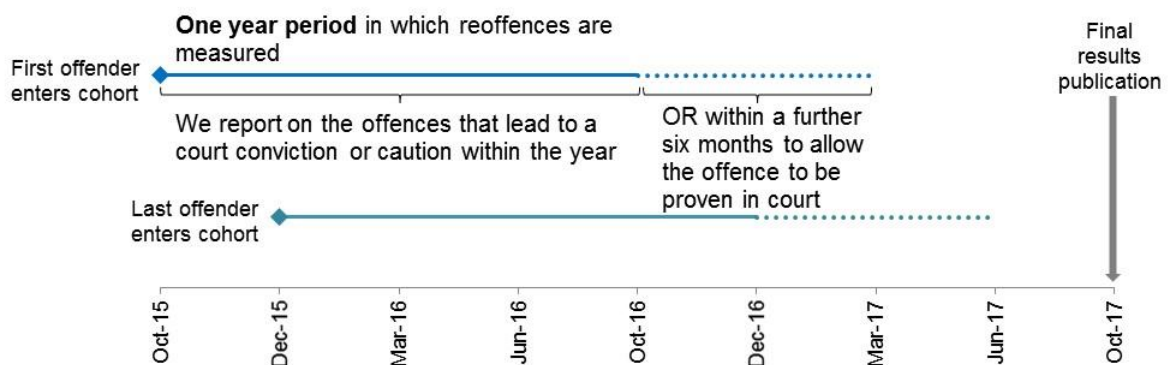 One year period in which reoffences are
measured
First offender
enters cohort
Final
results
publication
We report on the offences that lead to a
court conviction or caution within the year
OR within a further
six months to allow
the offence to be
proven in court
Last offender
enters cohort
Oct-15
Dec-15
Mar-16
Jun-16
Oct-16
Dec-16
Mar-17
Jun-17
Oct-17